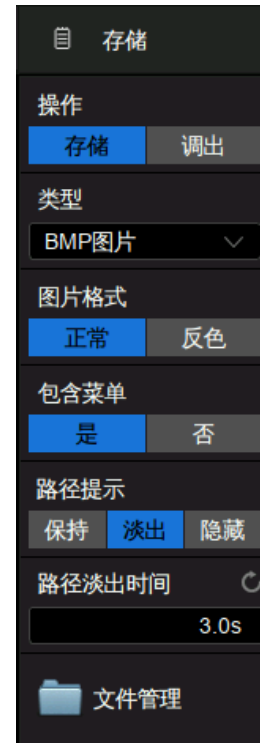 存储
操作
存储 调出
类型
BMP图片
图片格式
正常 反色
包含菜单
是 否
路径提示
保持 淡出 隐藏
路径淡出时间
3.0s
文件管理